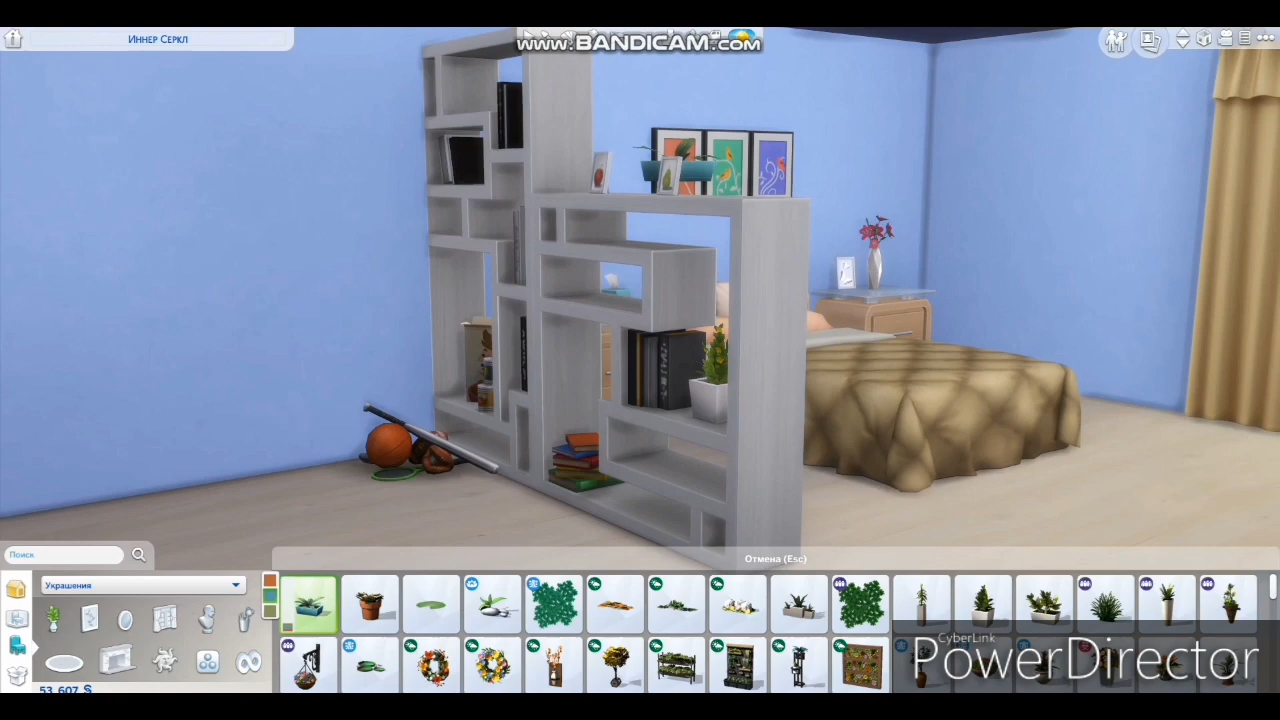 www.BANDICAM.com
Иннер Серкл
Отмена (Esc)
Поиск
Украшения
53 607 §
CyberLink
PowerDirector